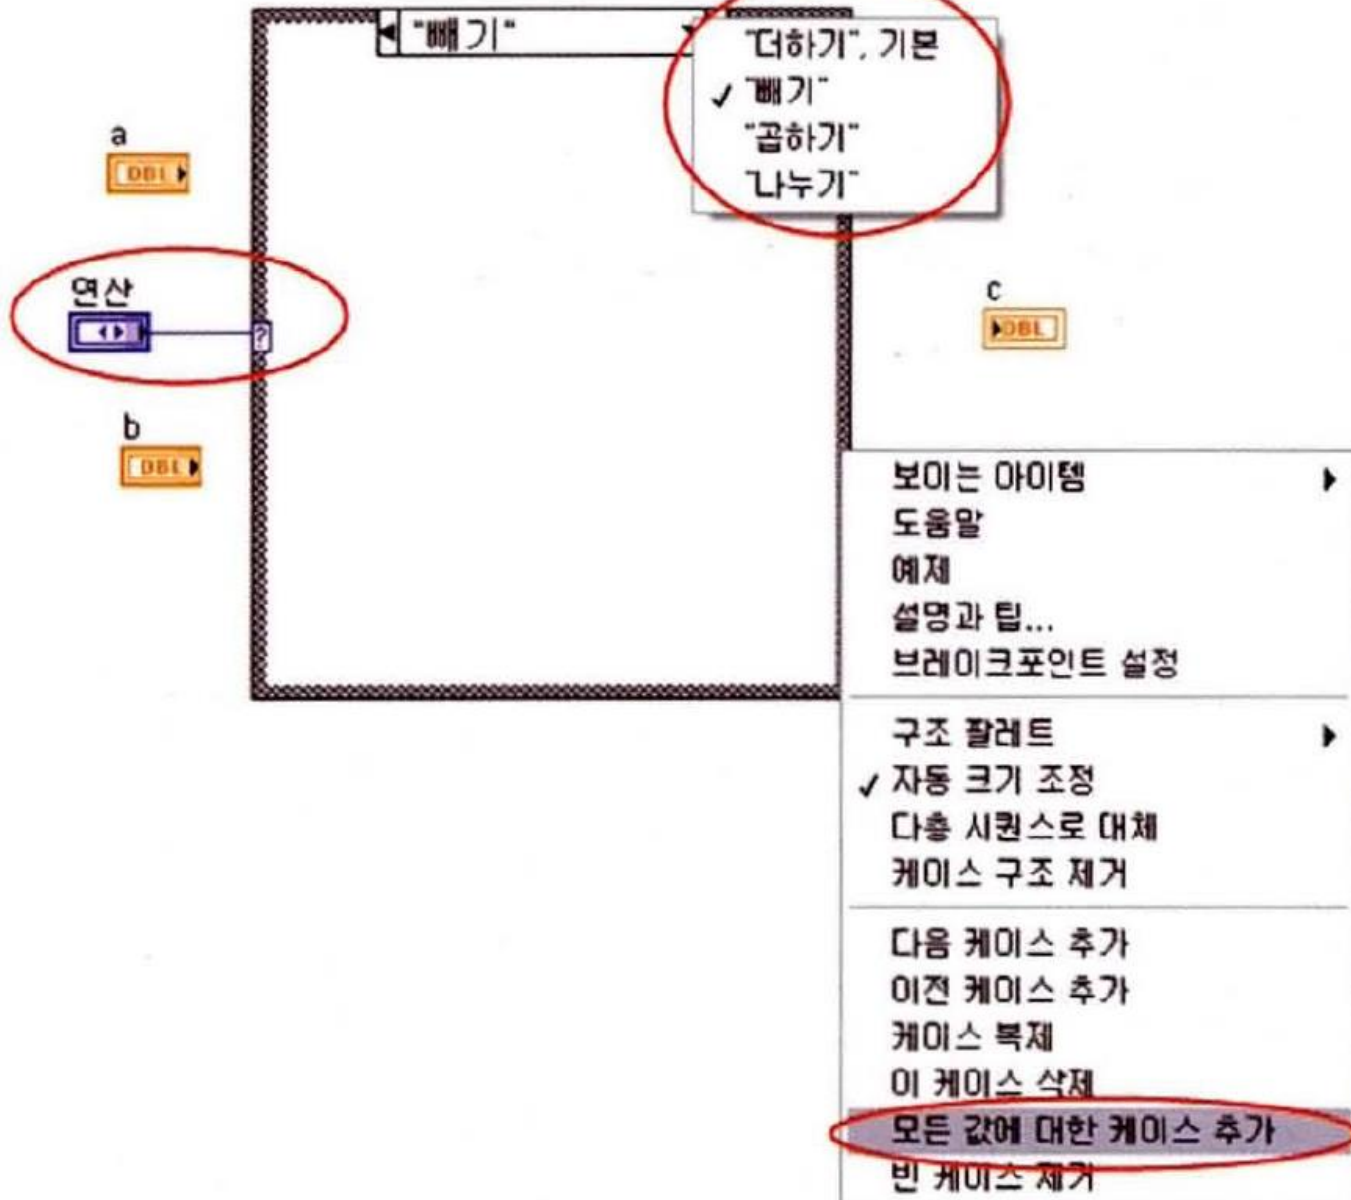 "빼기"
"더하기", 기본
✓ "빼기"
"곱하기"
"나누기"
a
DBL
연산
?
c
DBL
b
DBL
보이는 아이템
도움말
예제
설명과 팁...
브레이크포인트 설정
구조 팔레트
✓ 자동 크기 조정
다층 시퀀스로 대체
케이스 구조 제거
다음 케이스 추가
이전 케이스 추가
케이스 복제
이 케이스 삭제
모든 값에 대한 케이스 추가
빈 케이스 제거